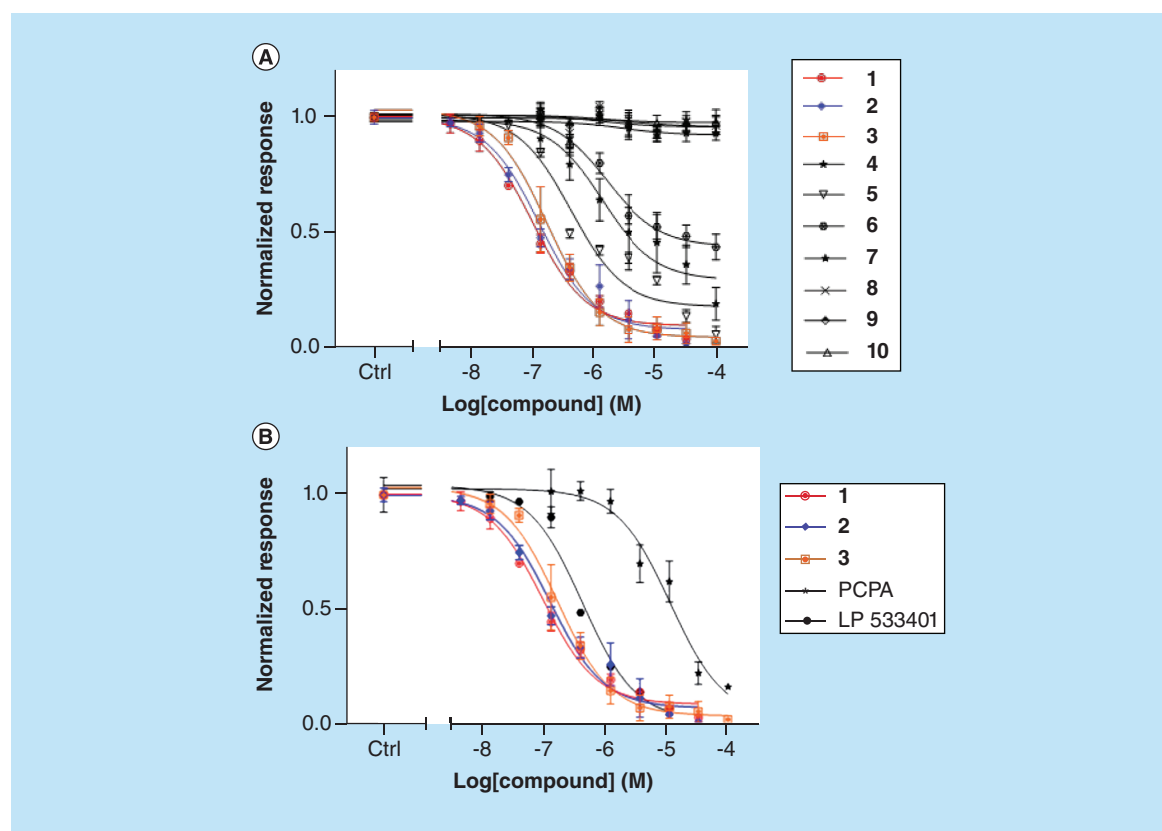 A
Normalized response
1.0
0.5
0.0
Ctrl
-8
-7
-6
-5
-4
Log[compound] (M)
1
2
3
4
5
6
7
8
9
10
B
Normalized response
1.0
0.5
0.0
Ctrl
-8
-7
-6
-5
-4
Log[compound] (M)
1
2
3
PCPA
LP 533401